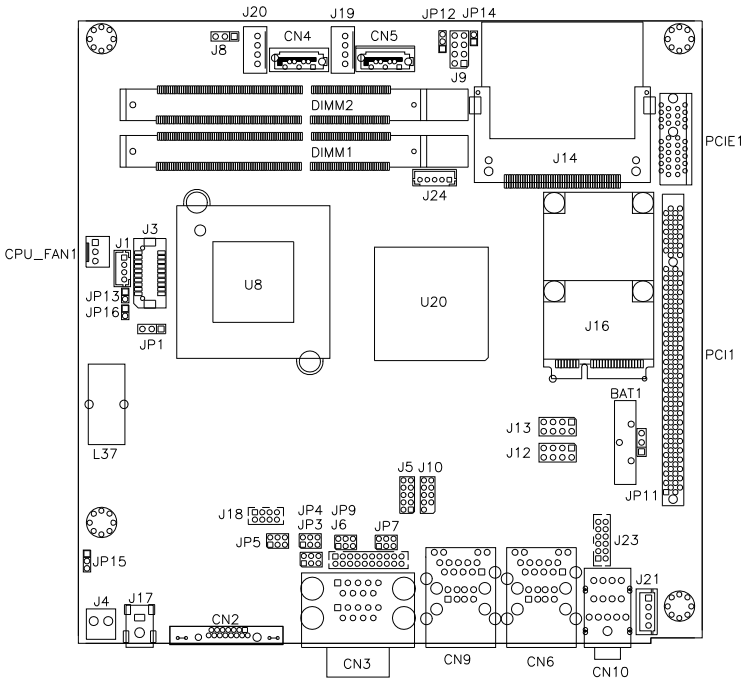 J20 J19 JP12 JP14
J8 CN4 CN5
J9
DIMM2
PCIE1
DIMM1 J14
J24
CPU_FAN1 J1 J3
U8
JP13
U20
JP16
J16
JP1
PCI1
BAT1
J13
L37 J12
J5 J10
JP11
J18 JP4 JP9
JP5 JP3 J6 JP7
J23
JP15
J4 J17 J21
CN2
CN3 CN9 CN6 CN10